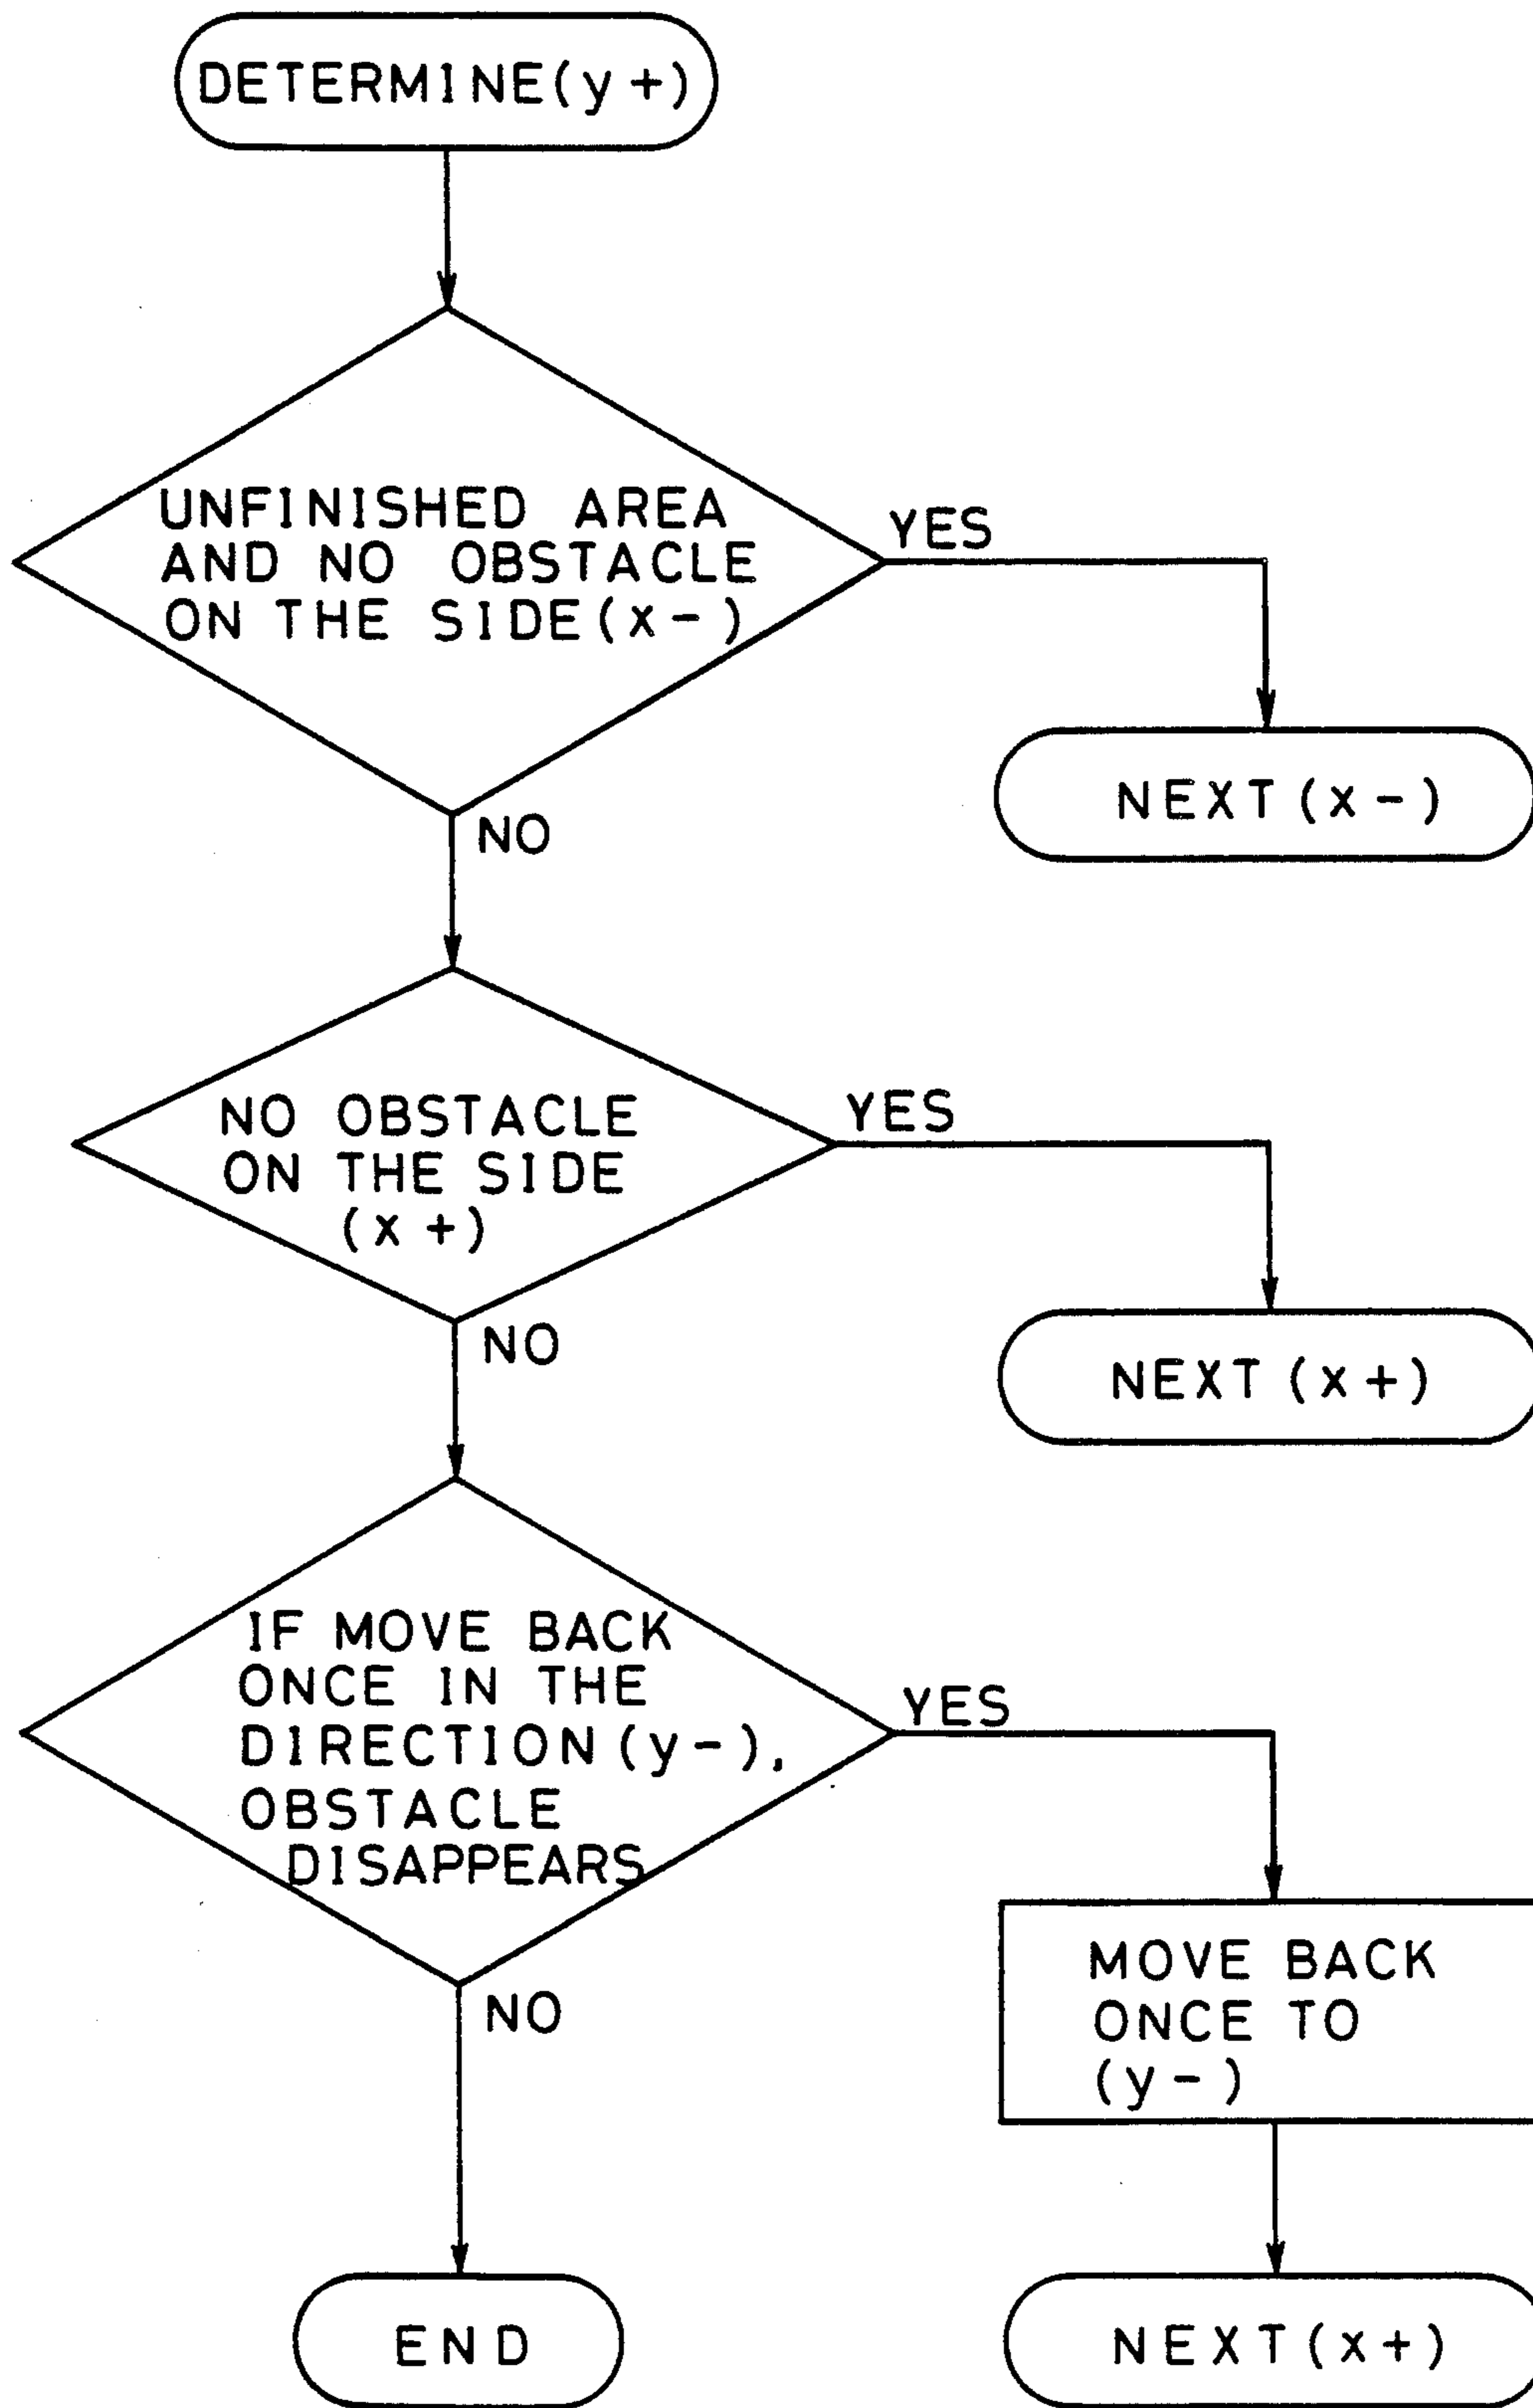 DETERMINE(y+)
UNFINISHED AREA
AND NO OBSTACLE
ON THE SIDE(x-)
YES
NEXT(x-)
NO
NO OBSTACLE
ON THE SIDE
(x+)
YES
NEXT(x+)
NO
IF MOVE BACK
ONCE IN THE
DIRECTION(y-),
OBSTACLE
DISAPPEARS
YES
MOVE BACK
ONCE TO
(y-)
NO
END
NEXT(x+)